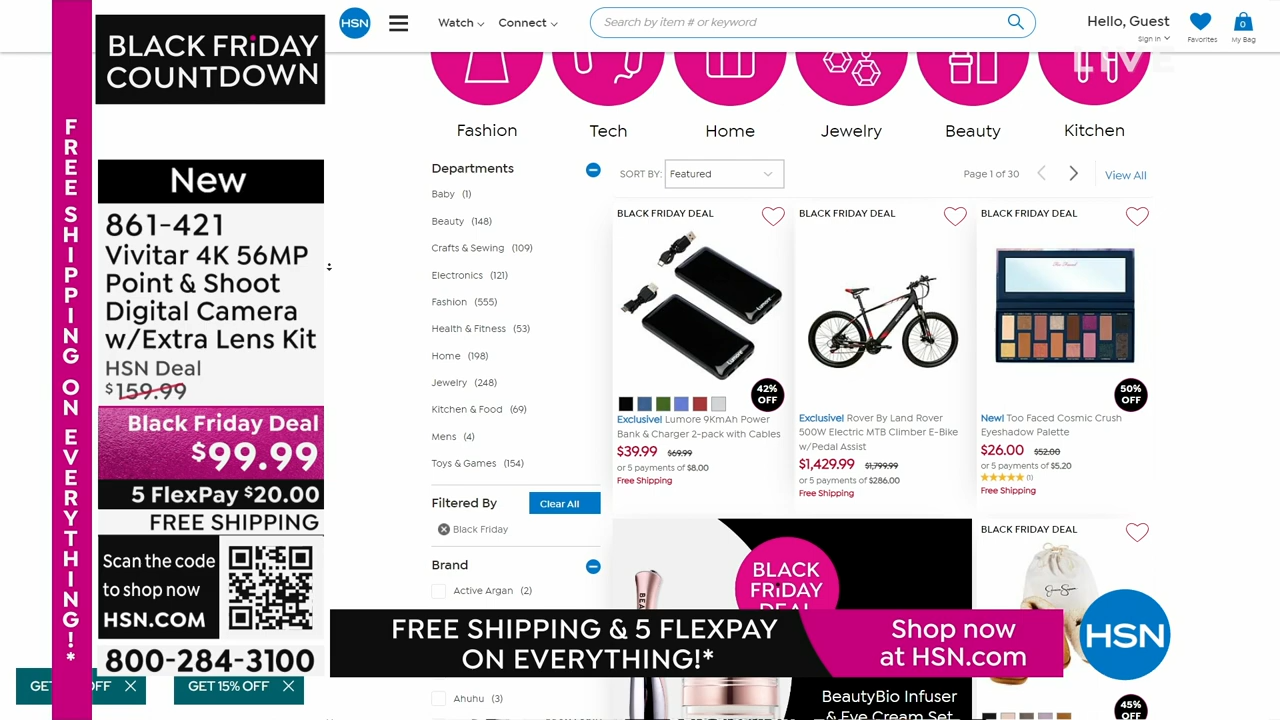 FREE SHIPPING ON EVERYTHING!*
BLACK FRIDAY
COUNTDOWN
New
861-421
Vivitar 4K 56MP
Point & Shoot
Digital Camera
w/Extra Lens Kit
HSN Deal
$159.99
Black Friday Deal
$99.99
5 FlexPay $20.00
FREE SHIPPING
Scan the code
to shop now
HSN.COM
800-284-3100
GET OFF
GET 15% OFF
HSN
Watch
Connect
Search by item # or keyword
Hello, Guest
Sign in
Favorites
0
My Bag
LIVE
Fashion
Tech
Home
Jewelry
Beauty
Kitchen
Departments
Baby (1)
Beauty (148)
Crafts & Sewing (109)
Electronics (121)
Fashion (555)
Health & Fitness (53)
Home (198)
Jewelry (248)
Kitchen & Food (69)
Mens (4)
Toys & Games (154)
Filtered By
Clear All
Black Friday
Brand
Active Argan (2)
Ahuhu (3)
SORT BY: Featured
Page 1 of 30
View All
BLACK FRIDAY DEAL
Lumore
Lumore
42%
OFF
Exclusive! Lumore 9KmAh Power
Bank & Charger 2-pack with Cables
$39.99 $69.99
or 5 payments of $8.00
Free Shipping
BLACK FRIDAY DEAL
Exclusive! Rover By Land Rover
500W Electric MTB Climber E-Bike
w/Pedal Assist
$1,429.99 $1,799.99
or 5 payments of $286.00
Free Shipping
BLACK FRIDAY DEAL
50%
OFF
New! Too Faced Cosmic Crush
Eyeshadow Palette
$26.00 $52.00
or 5 payments of $5.20
(1)
Free Shipping
BLACK
FRIDAY
DEAL
BeautyBio Infuser
& Eye Cream Set
BLACK FRIDAY DEAL
45%
OFF
FREE SHIPPING & 5 FLEXPAY
ON EVERYTHING!*
Shop now
at HSN.com
HSN